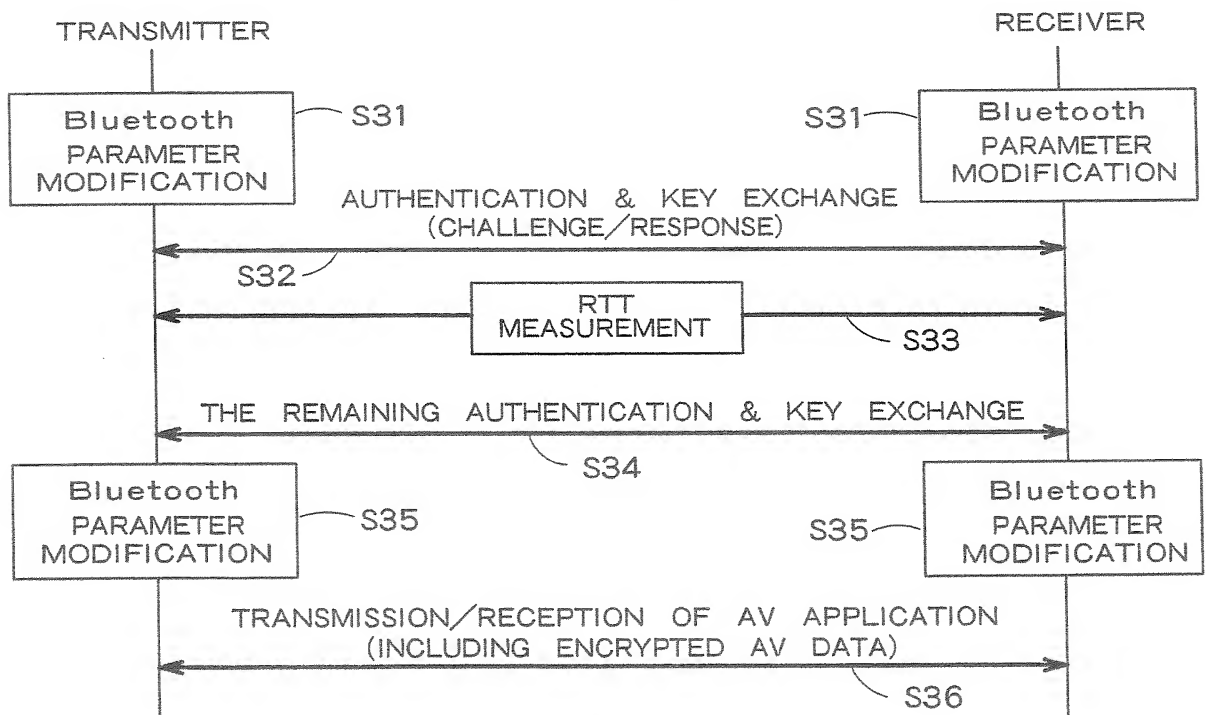 TRANSMITTER
RECEIVER
Bluetooth
PARAMETER
MODIFICATION
S31
S31
Bluetooth
PARAMETER
MODIFICATION
AUTHENTICATION & KEY EXCHANGE
(CHALLENGE/RESPONSE)
S32
RTT
MEASUREMENT
S33
THE REMAINING AUTHENTICATION & KEY EXCHANGE
S34
Bluetooth
PARAMETER
MODIFICATION
S35
S35
Bluetooth
PARAMETER
MODIFICATION
TRANSMISSION/RECEPTION OF AV APPLICATION
(INCLUDING ENCRYPTED AV DATA)
S36